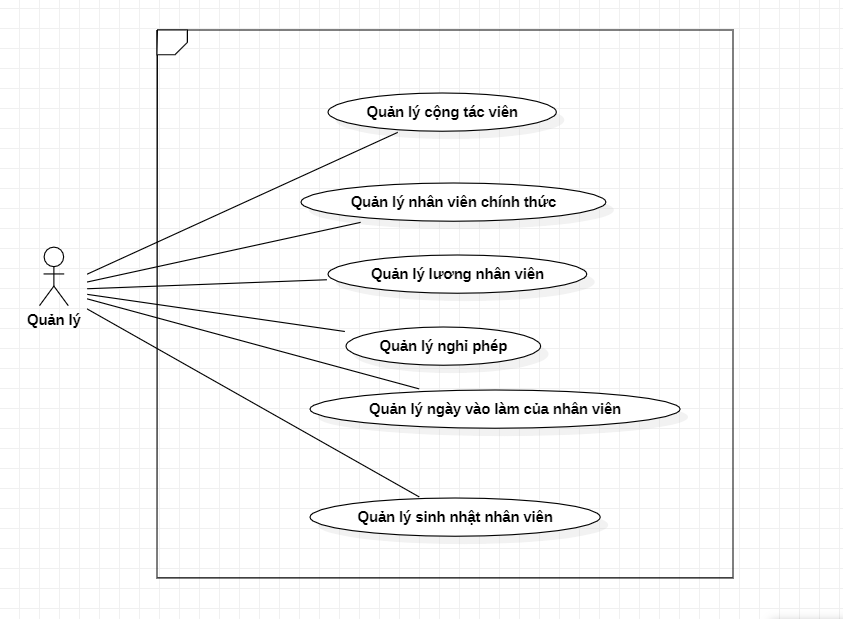 Quản lý cộng tác viên
Quản lý nhân viên chính thức
Quản lý lương nhân viên
Quản lý
Quản lý nghỉ phép
Quản lý ngày vào làm của nhân viên
Quản lý sinh nhật nhân viên